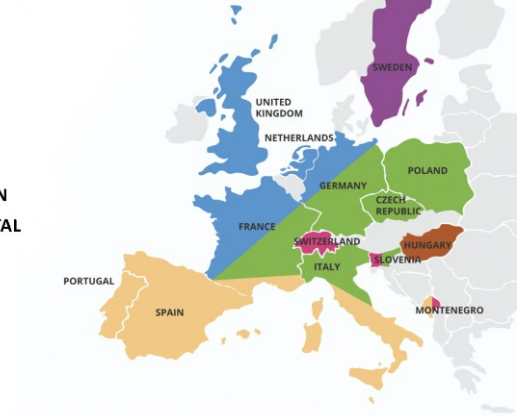 SWEDEN
UNITED
KINGDOM
NETHERLANDS
POLAND
GERMANY
CZECH
REPUBLIC
N
TAL
FRANCE
SWITZERLAND
HUNGARY
SLOVENIA
ITALY
PORTUGAL
SPAIN
MONTENEGRO